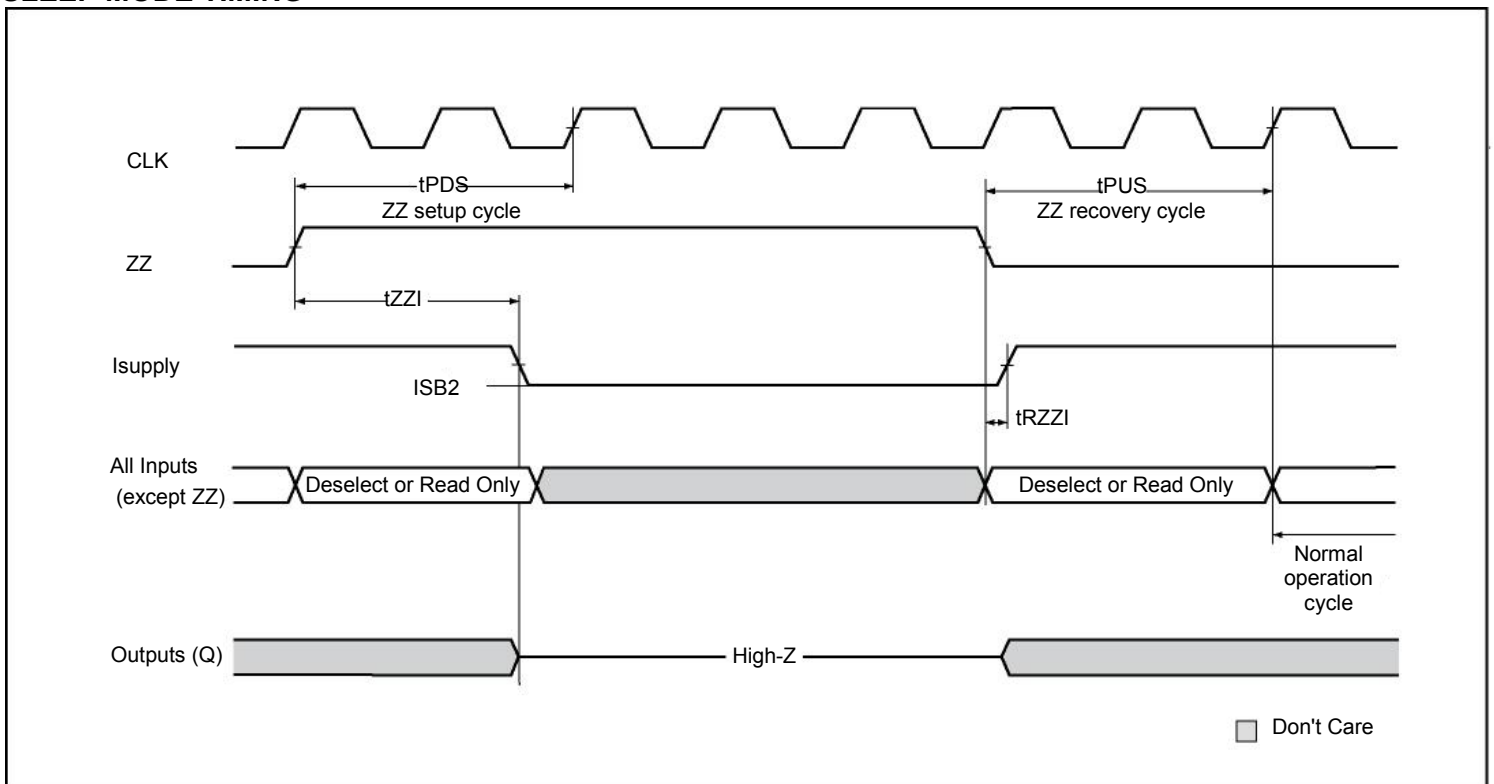 CLK
tPDS
ZZ setup cycle
tPUS
ZZ recovery cycle
ZZ
tZZI
Isupply
ISB2
tRZZI
All Inputs
(except ZZ)
Deselect or Read Only
Deselect or Read Only
Normal
operation
cycle
Outputs (Q)
High-Z
Don't Care